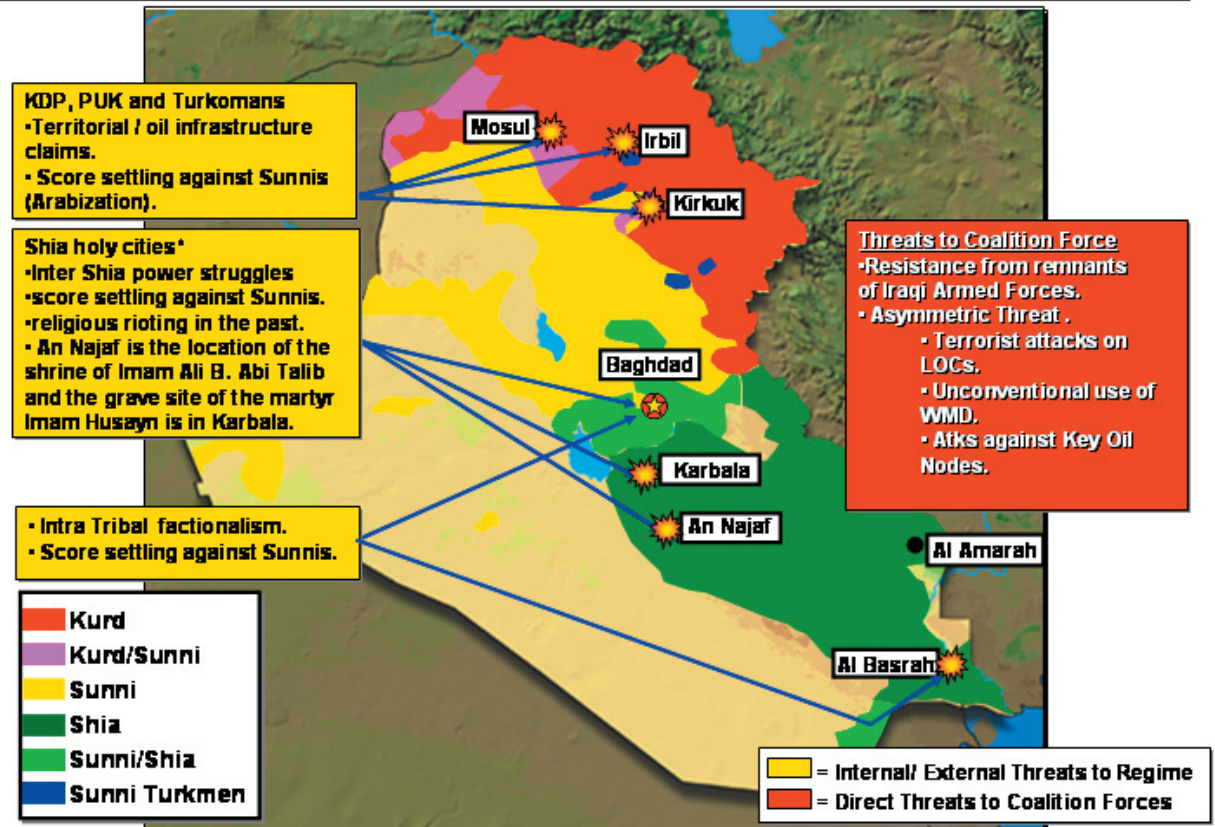 KDP, PUK and Turkomans
▪Territorial / oil infrastructure
claims.
▪ Score settling against Sunnis
(Arabization).
Shia holy cities*
▪Inter Shia power struggles
▪score settling against Sunnis.
▪religious rioting in the past.
▪ An Najaf is the location of the
shrine of Imam Ali B. Abi Talib
and the grave site of the martyr
Imam Husayn is in Karbala.
▪ Intra Tribal factionalism.
▪ Score settling against Sunnis.
Kurd
Kurd/Sunni
Sunni
Shia
Sunni/Shia
Sunni Turkmen
Mosul
Irbil
Kirkuk
Baghdad
Karbala
An Najaf
Al Amarah
Al Basrah
Threats to Coalition Force
▪Resistance from remnants
of Iraqi Armed Forces.
▪ Asymmetric Threat .
▪ Terrorist attacks on
LOCs.
▪ Unconventional use of
WMD.
▪ Atks against Key Oil
Nodes.
= Internal/ External Threats to Regime
= Direct Threats to Coalition Forces